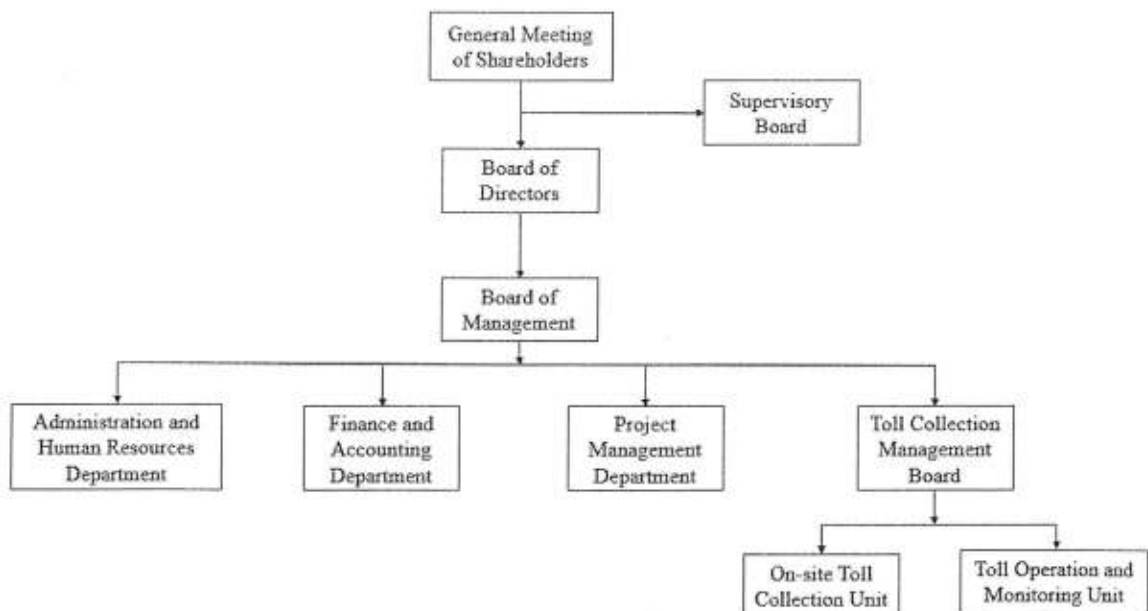 General Meeting
of Shareholders
Supervisory
Board
Board of
Directors
Board of
Management
Administration and
Human Resources
Department
Finance and
Accounting
Department
Project
Management
Department
Toll Collection
Management
Board
On-site Toll
Collection Unit
Toll Operation and
Monitoring Unit